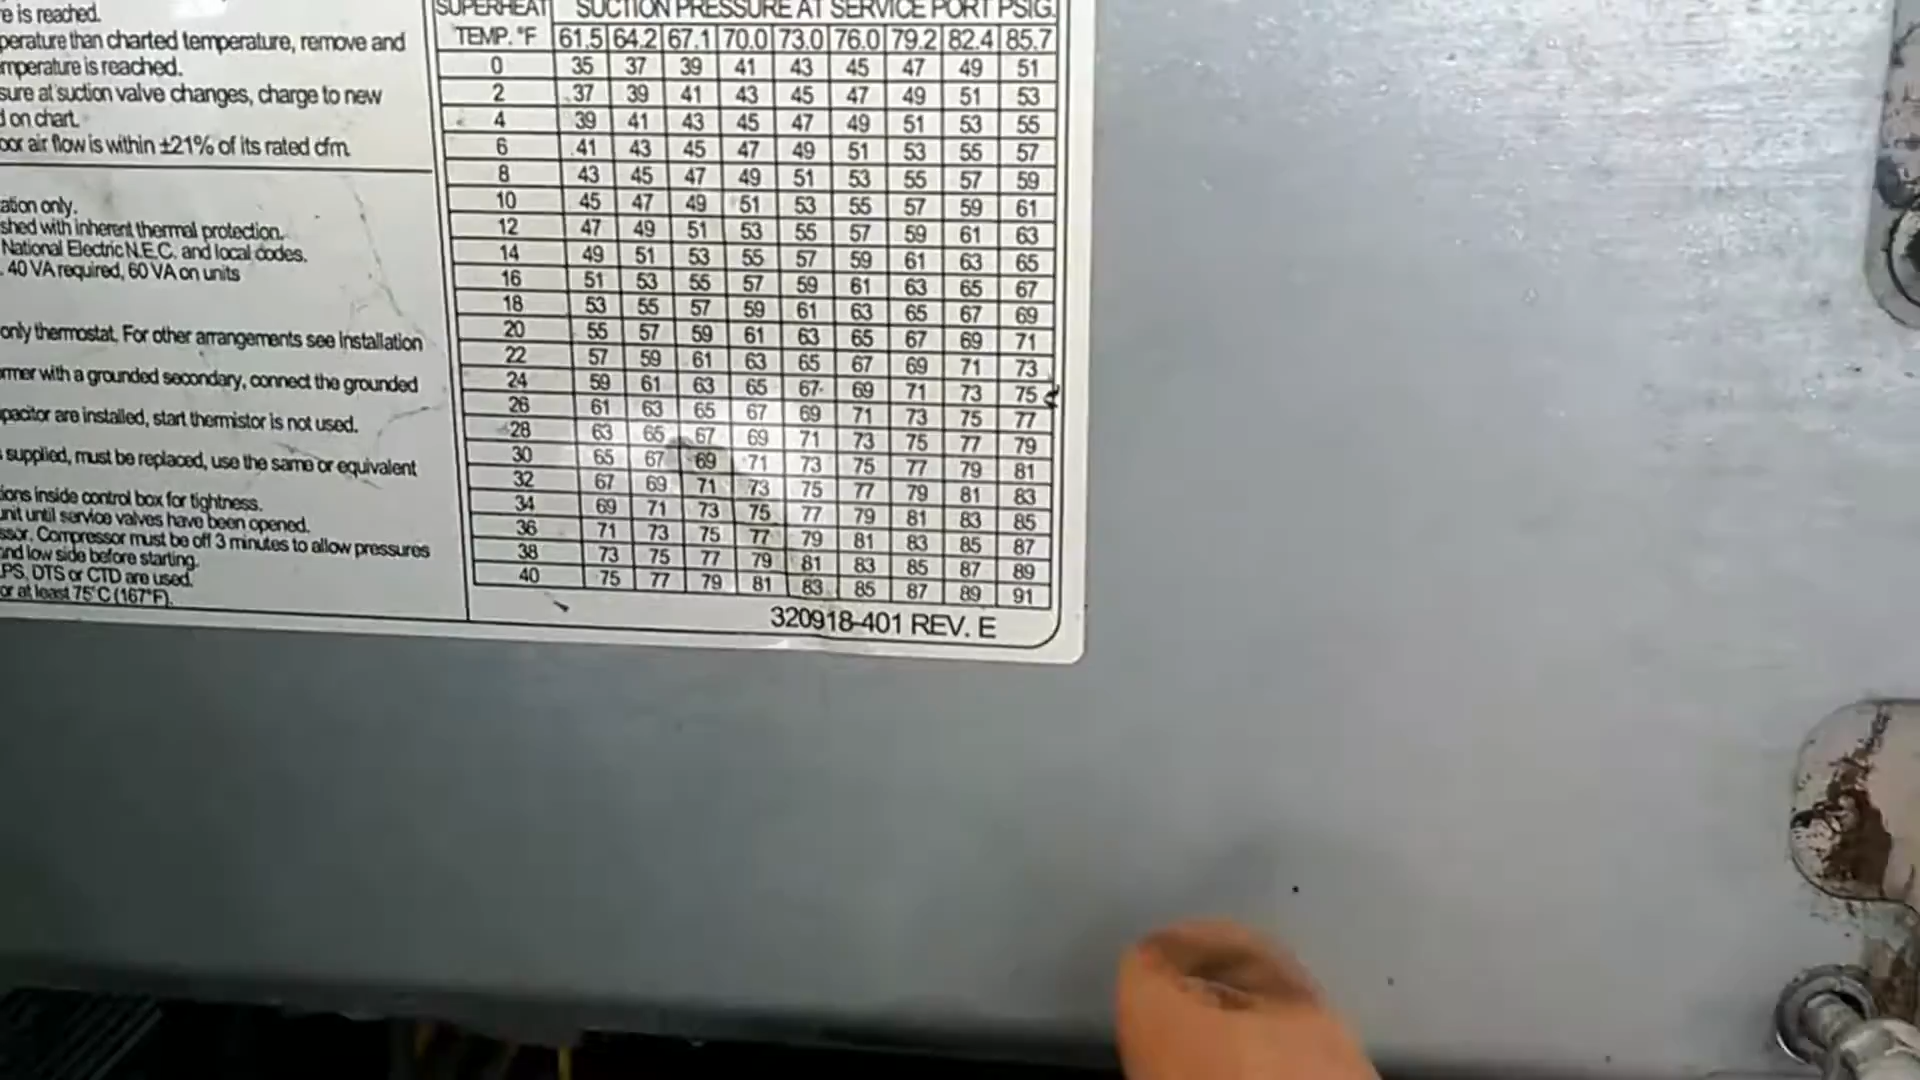 e is reached.
perature than charted temperature, remove and
mperature is reached.
sure at suction valve changes, charge to new
d on chart.
oor air flow is within ±21% of its rated cfm.
ation only.
shed with inherent thermal protection.
National Electric N.E.C. and local codes.
. 40 VA required, 60 VA on units
only thermostat. For other arrangements see Installation
rmer with a grounded secondary, connect the grounded
pacitor are installed, start thermistor is not used.
supplied, must be replaced, use the same or equivalent
ions inside control box for tightness.
unit until service valves have been opened.
ssor. Compressor must be off 3 minutes to allow pressures
and low side before starting.
LPS, DTS or CTD are used.
or at least 75°C (167°F).
SUPERHEAT SUCTION PRESSURE AT SERVICE PORT PSIG.
TEMP. °F 61.5 64.2 67.1 70.0 73.0 76.0 79.2 82.4 85.7
0 35 37 39 41 43 45 47 49 51
2 37 39 41 43 45 47 49 51 53
4 39 41 43 45 47 49 51 53 55
6 41 43 45 47 49 51 53 55 57
8 43 45 47 49 51 53 55 57 59
10 45 47 49 51 53 55 57 59 61
12 47 49 51 53 55 57 59 61 63
14 49 51 53 55 57 59 61 63 65
16 51 53 55 57 59 61 63 65 67
18 53 55 57 59 61 63 65 67 69
20 55 57 59 61 63 65 67 69 71
22 57 59 61 63 65 67 69 71 73
24 59 61 63 65 67 69 71 73 75
26 61 63 65 67 69 71 73 75 77
28 63 65 67 69 71 73 75 77 79
30 65 67 69 71 73 75 77 79 81
32 67 69 71 73 75 77 79 81 83
34 69 71 73 75 77 79 81 83 85
36 71 73 75 77 79 81 83 85 87
38 73 75 77 79 81 83 85 87 89
40 75 77 79 81 83 85 87 89 91
320918-401 REV. E